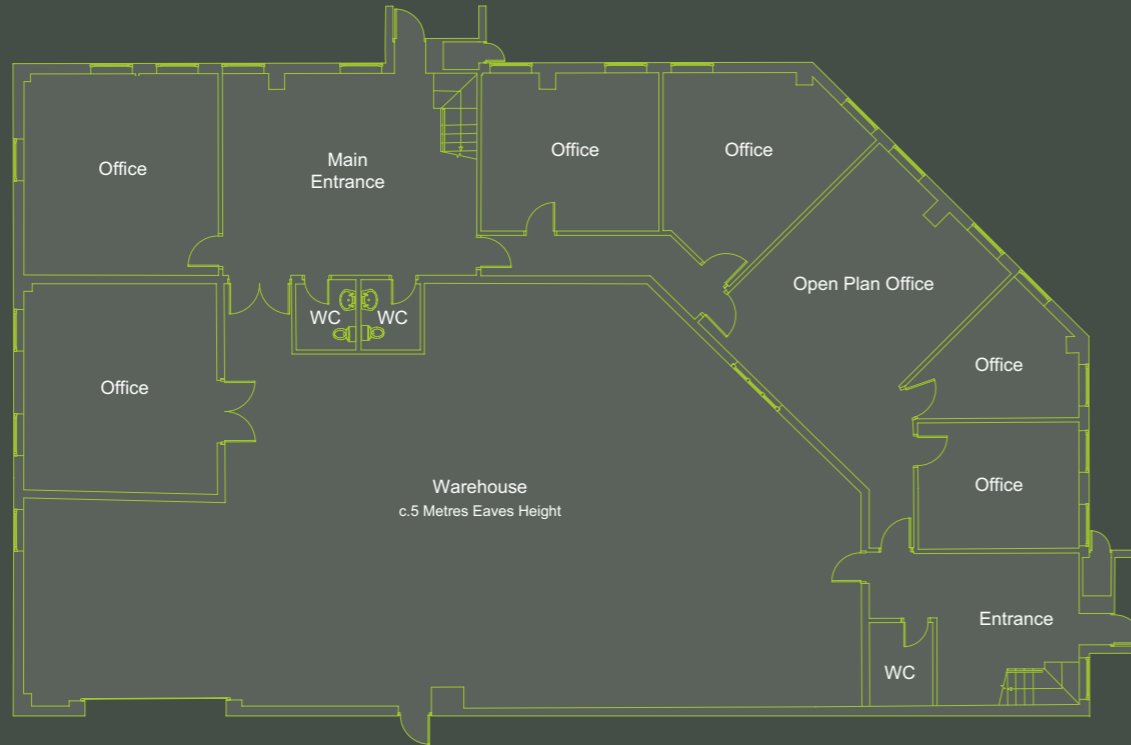 Office
Main
Entrance
Office
Office
Open Plan Office
WC
WC
Office
Office
Warehouse
c.5 Metres Eaves Height
Office
Entrance
WC